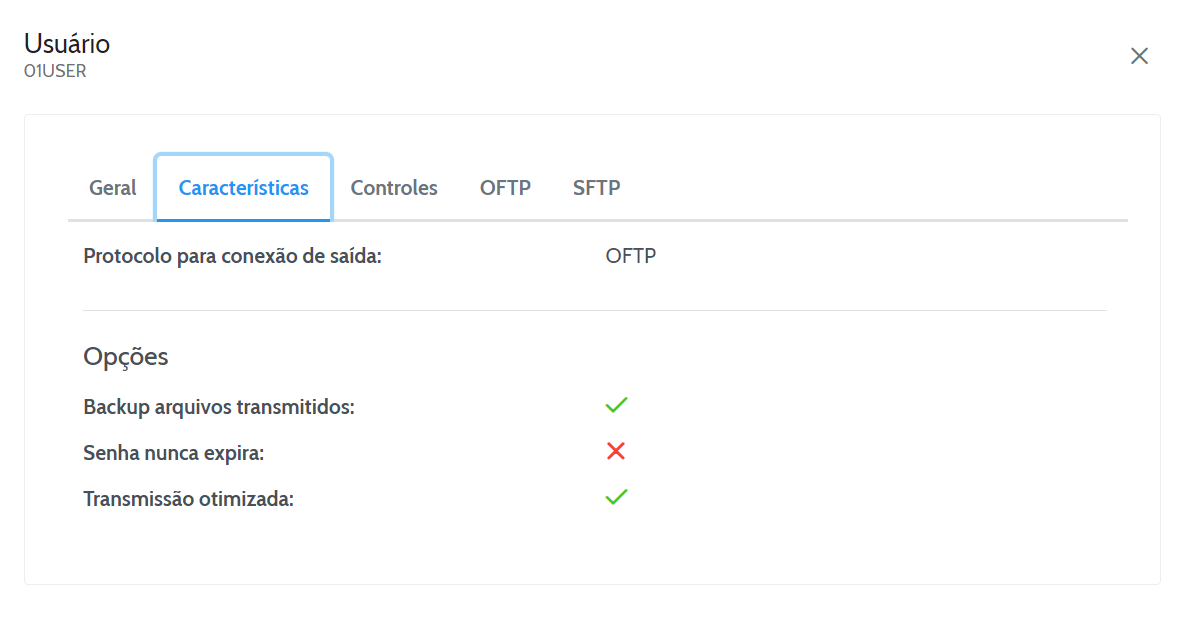 Usuário
01USER
Geral Características Controles OFTP SFTP
Protocolo para conexão de saída: OFTP
Opções
Backup arquivos transmitidos:
Senha nunca expira:
Transmissão otimizada: